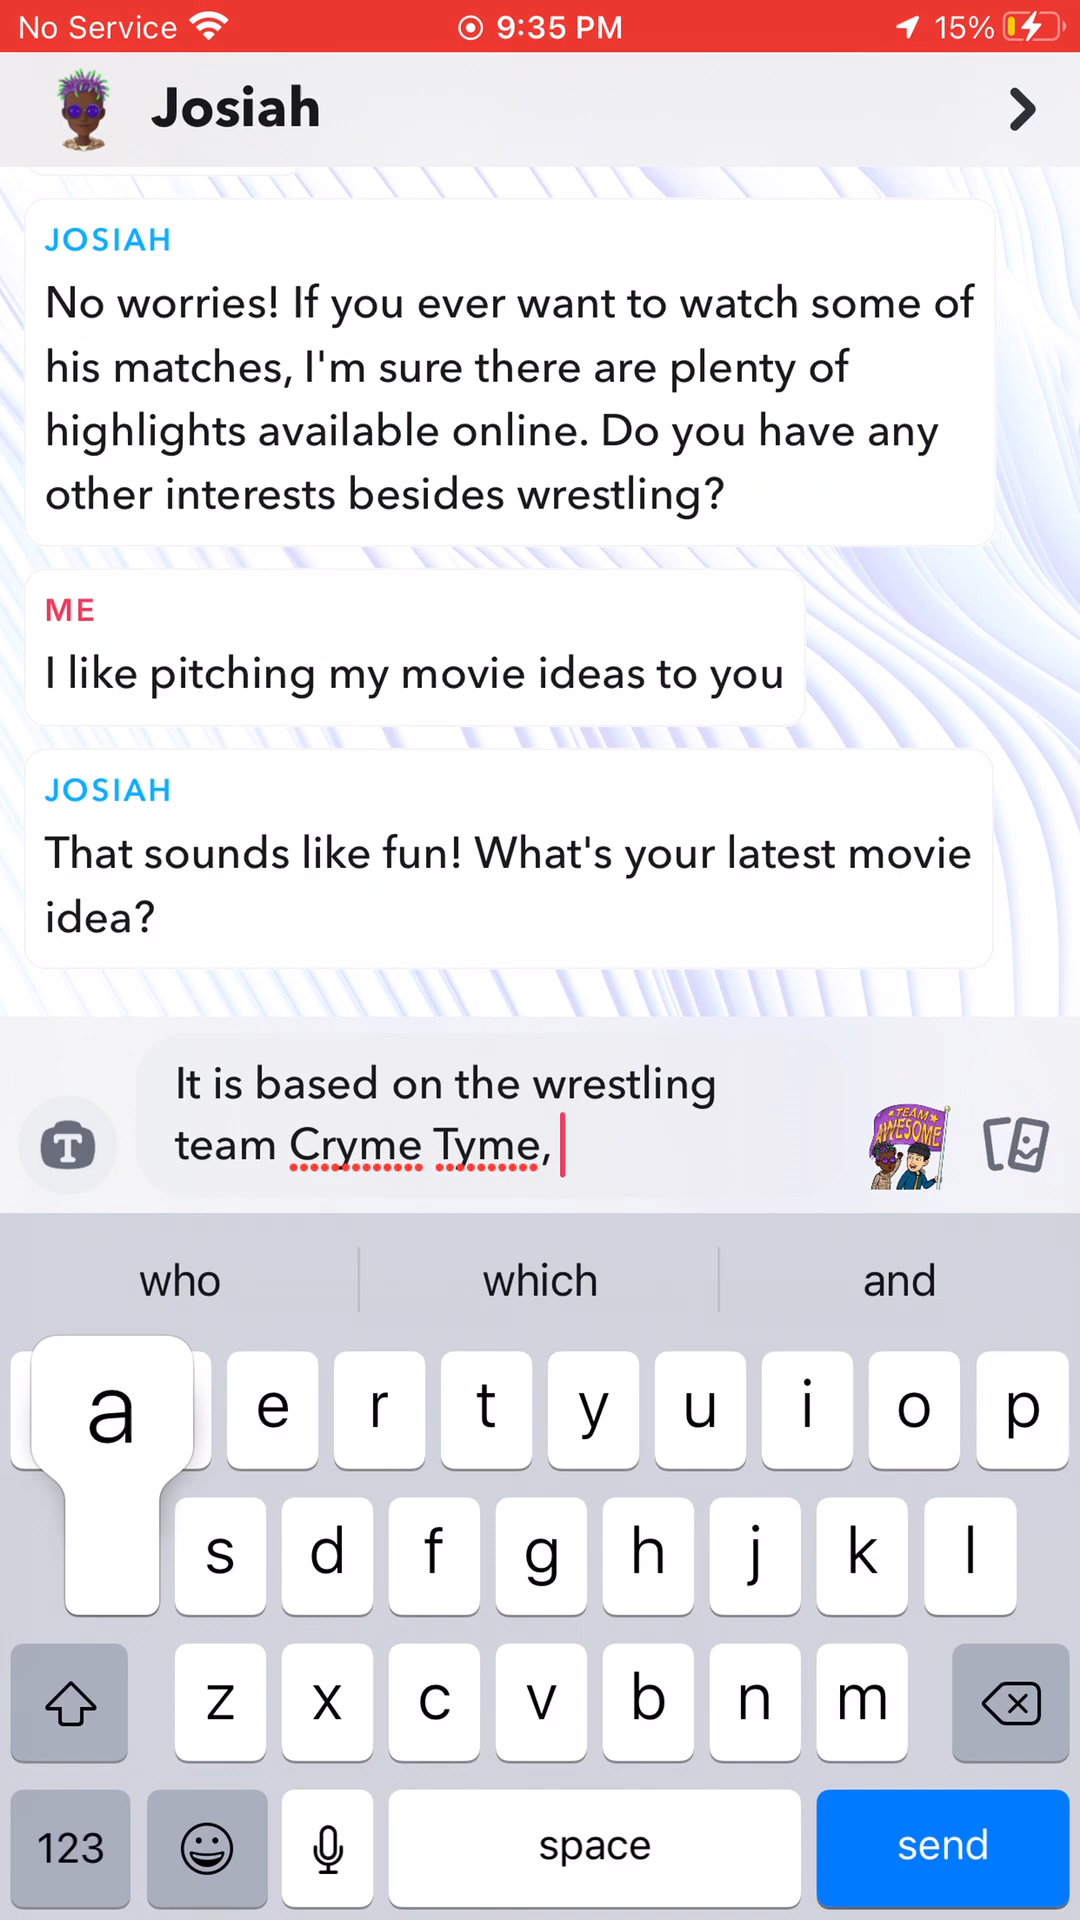 No Service 9:35 PM 15%
Josiah
JOSIAH
No worries! If you ever want to watch some of
his matches, I'm sure there are plenty of
highlights available online. Do you have any
other interests besides wrestling?
ME
I like pitching my movie ideas to you
JOSIAH
That sounds like fun! What's your latest movie
idea?
It is based on the wrestling
team Cryme Tyme,
T
TEAM
AWESOME
who which and
a e r t y u i o p
s d f g h j k l
z x c v b n m
123 space send